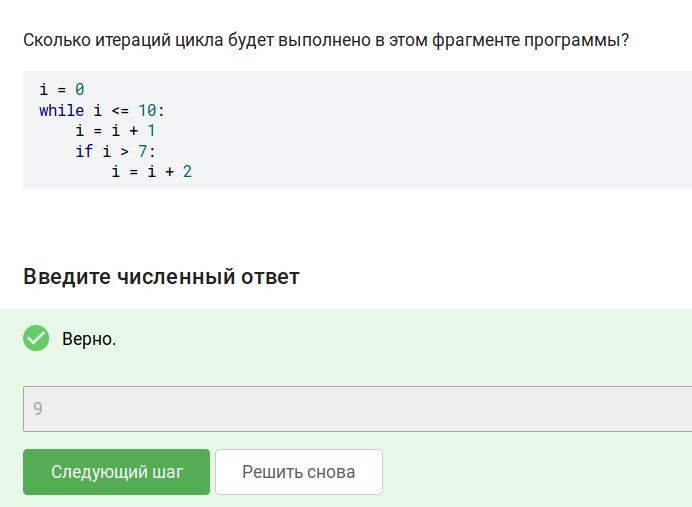 Сколько итераций цикла будет выполнено в этом фрагменте программы?
i = 0
while i <= 10:
    i = i + 1
    if i > 7:
        i = i + 2
Введите численный ответ
Верно.
9
Следующий шаг
Решить снова